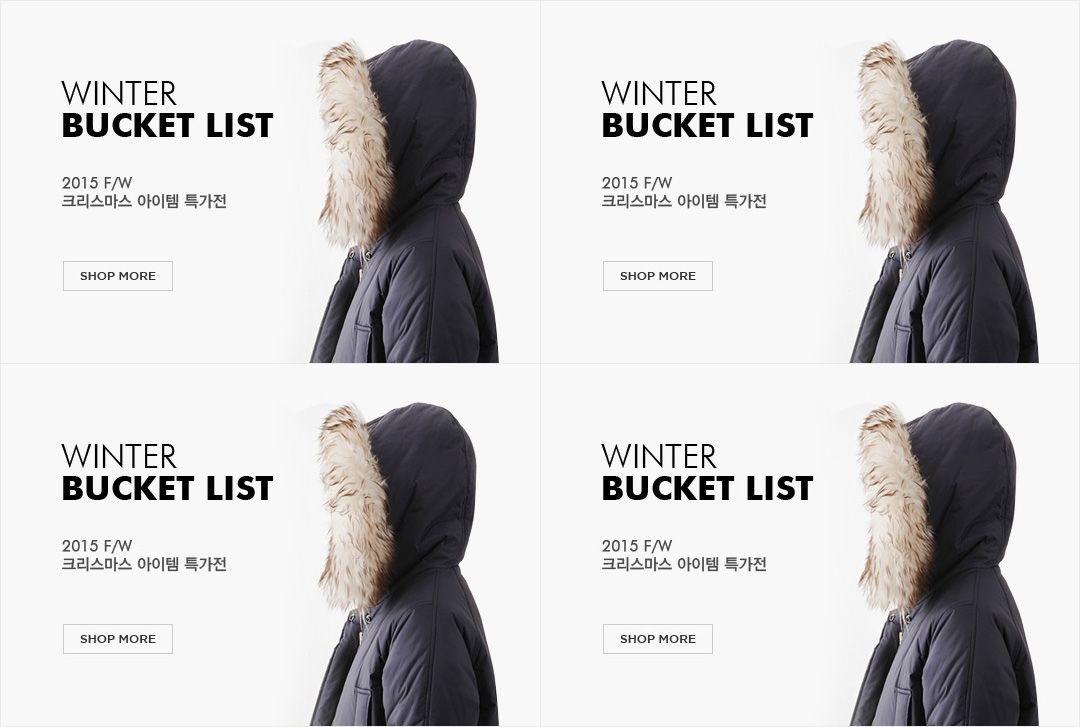 WINTER
BUCKET LIST
2015 F/W
크리스마스 아이템 특가전
SHOP MORE
WINTER
BUCKET LIST
2015 F/W
크리스마스 아이템 특가전
SHOP MORE
WINTER
BUCKET LIST
2015 F/W
크리스마스 아이템 특가전
SHOP MORE
WINTER
BUCKET LIST
2015 F/W
크리스마스 아이템 특가전
SHOP MORE